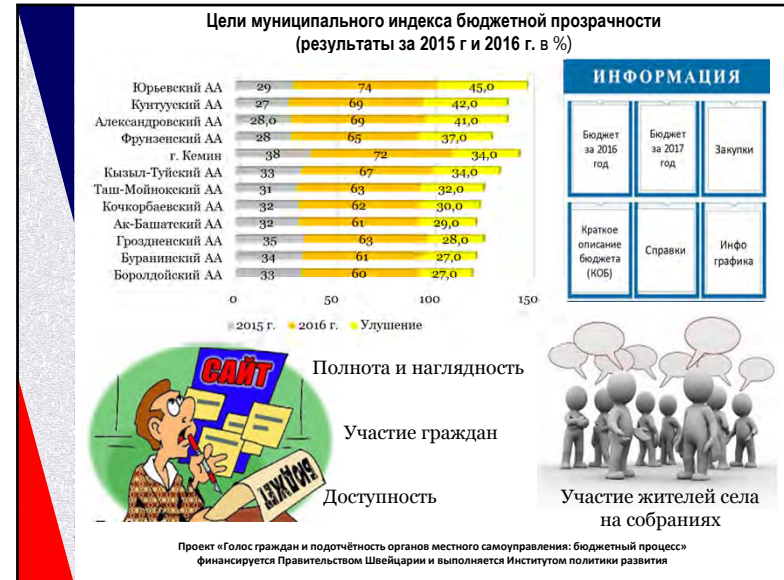 Цели муниципального индекса бюджетной прозрачности
(результаты за 2015 г и 2016 г. в %)
Юрьевский АА 29 74 45,0
Кунтууский АА 27 69 42,0
Александровский АА 28,0 69 41,0
Фрунзенский АА 28 65 37,0
г. Кемин 38 72 34,0
Кызыл-Туйский АА 33 67 34,0
Таш-Мойнокский АА 31 63 32,0
Кочкорбаевский АА 32 62 30,0
Ак-Башатский АА 32 61 29,0
Грозденский АА 35 63 28,0
Буранинский АА 34 61 27,0
Боролдойский АА 33 60 27,0
0 50 100 150
2015 г. 2016 г. Улушение
ИНФОРМАЦИЯ
Бюджет
за 2016
год
Бюджет
за 2017
год
Закупки
Краткое
описание
бюджета
(КОБ)
Справки
Инфо
графика
САЙТ
БЮДЖЕТ
Полнота и наглядность
Участие граждан
Доступность
Участие жителей села
на собраниях
Проект «Голос граждан и подотчётность органов местного самоуправления: бюджетный процесс»
финансируется Правительством Швейцарии и выполняется Институтом политики развития